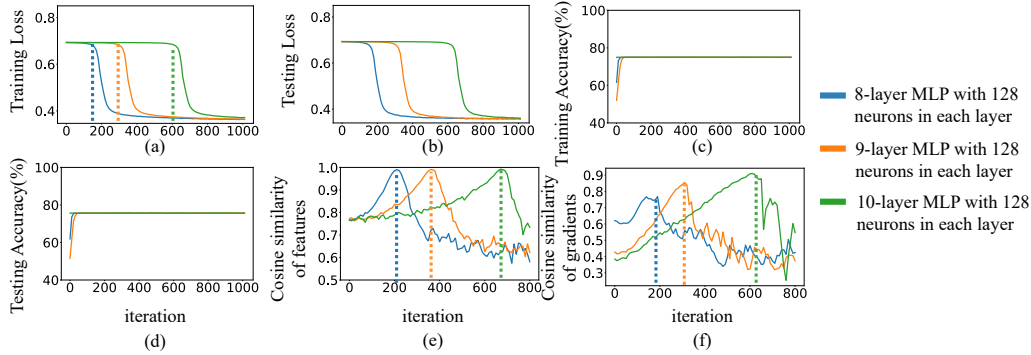 Training Loss
0.8
0.6
0.4
0 200 400 600 800 1000
(a)
Testing Loss
0.8
0.6
0.4
0 200 400 600 800 1000
(b)
Training Accuracy(%)
100
80
60
40
0 200 400 600 800 1000
(c)
8-layer MLP with 128
neurons in each layer
9-layer MLP with 128
neurons in each layer
10-layer MLP with 128
neurons in each layer
Testing Accuracy(%)
100
80
60
40
0 200 400 600 800 1000
iteration
(d)
Cosine similarity
of features
1.0
0.9
0.8
0.7
0.6
0.5
0 200 400 600 800
iteration
(e)
Cosine similarity
of gradients
0.9
0.8
0.7
0.6
0.5
0.4
0.3
0 200 400 600 800
iteration
(f)